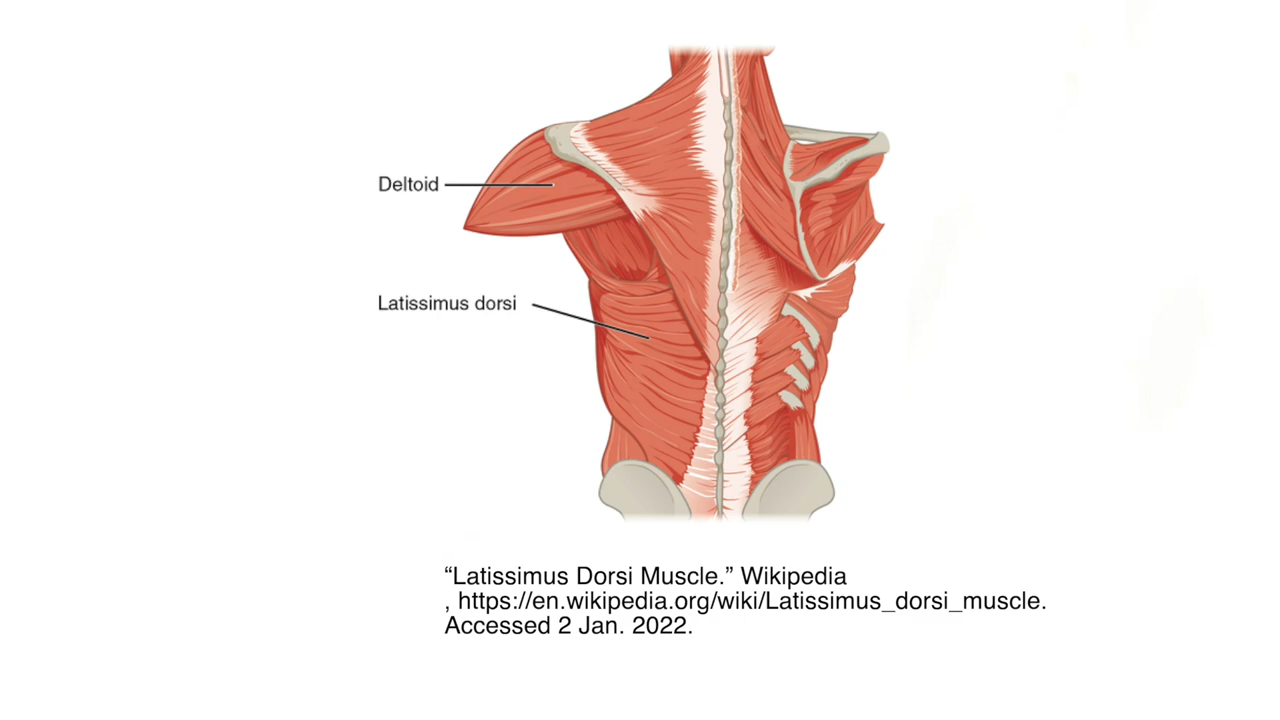 Deltoid
Latissimus dorsi
“Latissimus Dorsi Muscle.” Wikipedia
, https://en.wikipedia.org/wiki/Latissimus_dorsi_muscle.
Accessed 2 Jan. 2022.